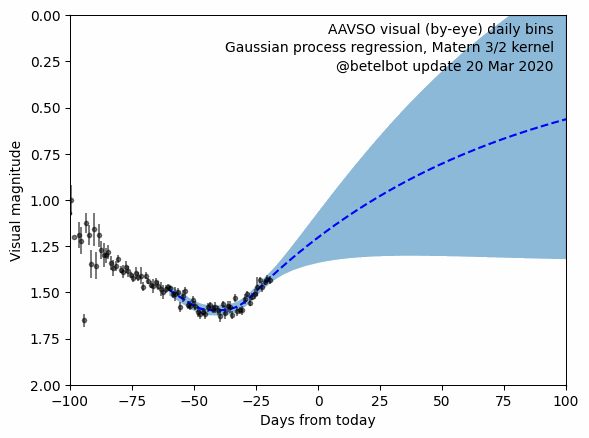 AAVSO visual (by-eye) daily bins
Gaussian process regression, Matern 3/2 kernel
@betelbot update 20 Mar 2020
0.00
0.25
0.50
0.75
1.00
1.25
1.50
1.75
2.00
Visual magnitude
−100 −75 −50 −25 0 25 50 75 100
Days from today